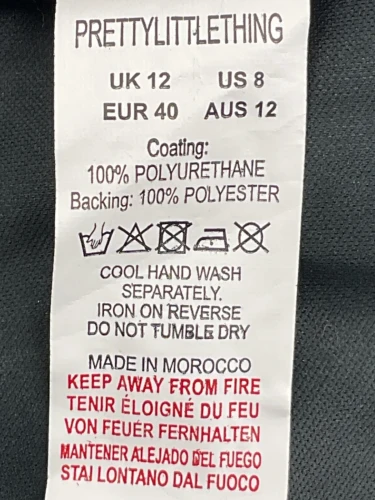 PRETTYLITTLETHING
UK 12 US 8
EUR 40 AUS 12
Coating:
100% POLYURETHANE
Backing: 100% POLYESTER
COOL HAND WASH
SEPARATELY.
IRON ON REVERSE
DO NOT TUMBLE DRY
MADE IN MOROCCO
KEEP AWAY FROM FIRE
TENIR ÉLOIGNÉ DU FEU
VON FEUER FERNHALTEN
MANTENER ALEJADO DEL FUEGO
STAI LONTANO DAL FUOCO